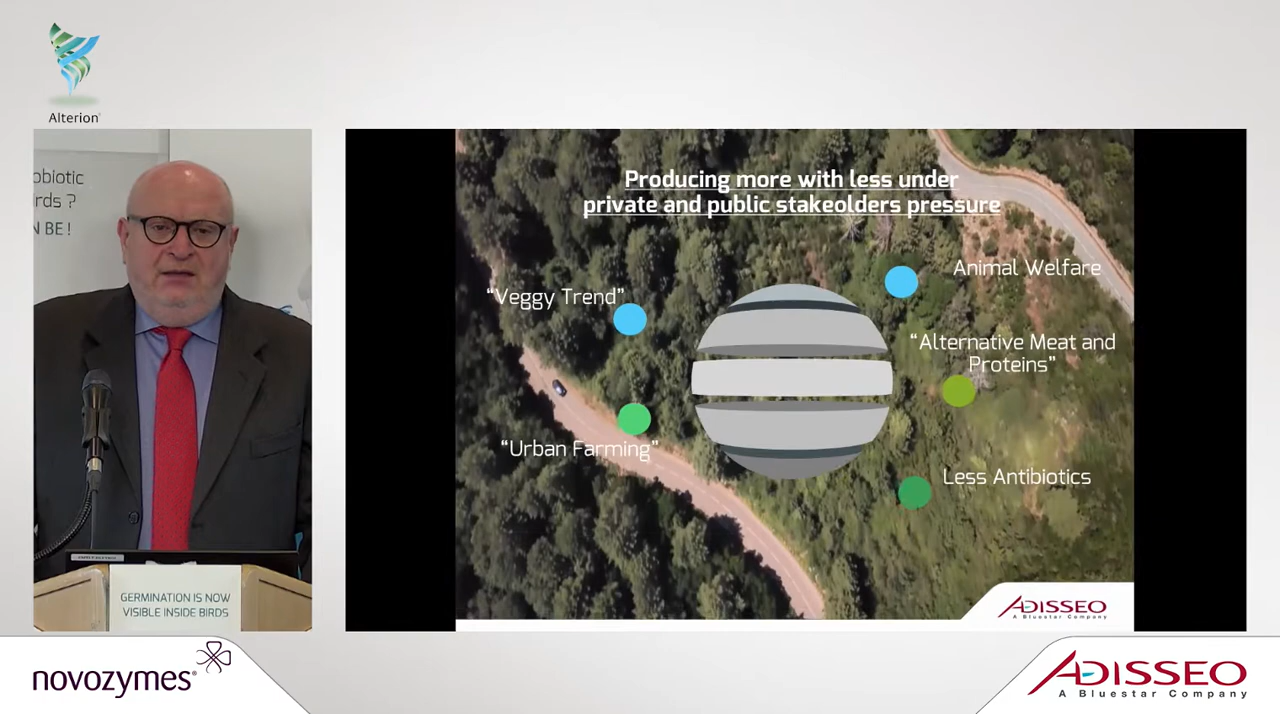 Alterion®
obiotic
rds ?
N BE !
GERMINATION IS NOW
VISIBLE INSIDE BIRDS
Producing more with less under
private and public stakeolders pressure
"Veggy Trend"
Animal Welfare
"Alternative Meat and
Proteins"
"Urban Farming"
Less Antibiotics
ADISSEO
A Bluestar Company
novozymes®
ADISSEO
A Bluestar Company